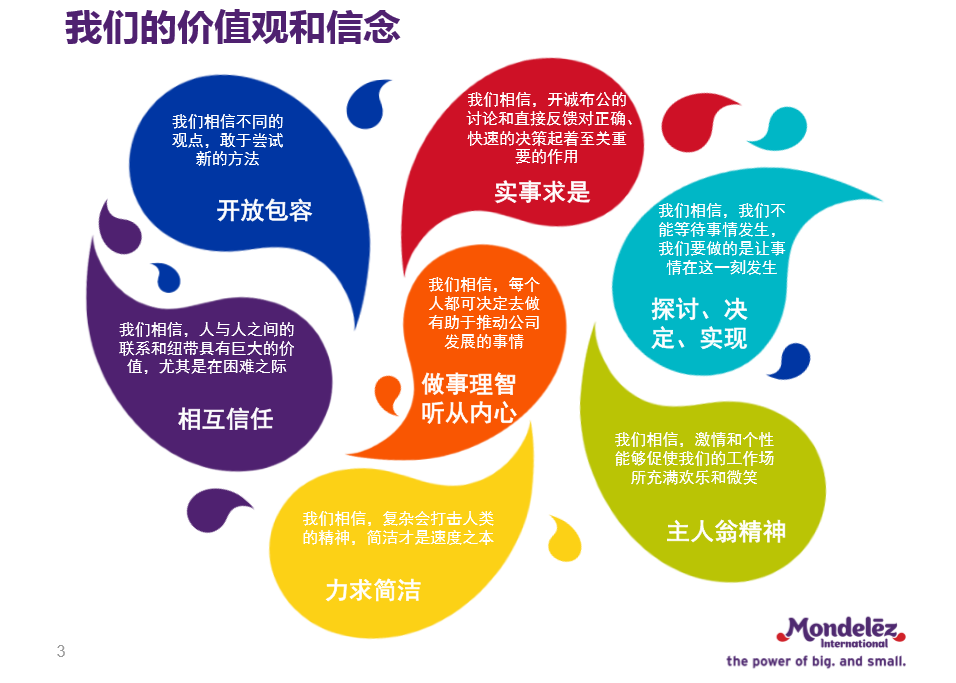 我们的价值观和信念
我们相信不同的
观点，敢于尝试
新的方法
开放包容
我们相信，开诚布公的
讨论和直接反馈对正确、
快速的决策起着至关重
要的作用
实事求是
我们相信，我们不
能等待事情发生，
我们要做的是让事
情在这一刻发生
探讨、决
定、实现
我们相信，人与人之间的
联系和纽带具有巨大的价
值，尤其是在困难之际
相互信任
我们相信，每个
人都可决定去做
有助于推动公司
发展的事情
做事理智
听从内心
我们相信，激情和个性
能够促使我们的工作场
所充满欢乐和微笑
主人翁精神
我们相信，复杂会打击人类
的精神，简洁才是速度之本
力求简洁
3
Mondelēz
International
the power of big. and small.